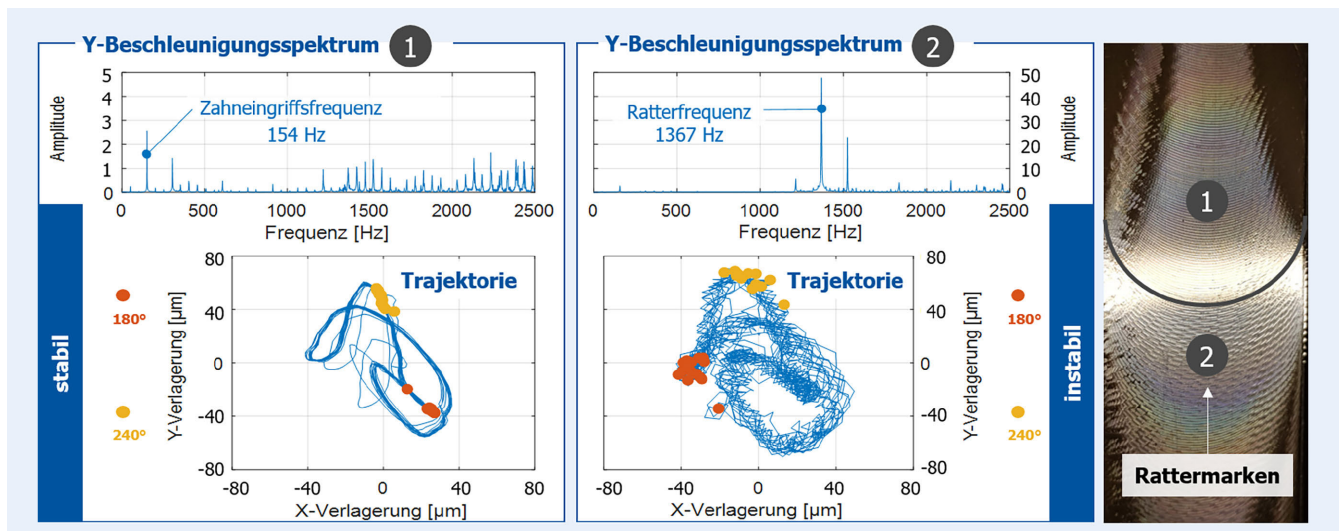 Y-Beschleunigungsspektrum 1
Amplitude
5
4
3
2
1
0
Zahneingriffsfrequenz
154 Hz
0 500 1000 1500 2000 2500
Frequenz [Hz]
stabil
180°
240°
Trajektorie
Y-Verlagerung [µm]
80
40
0
-40
-80
-80 -40 0 40 80
X-Verlagerung [µm]
Y-Beschleunigungsspektrum 2
Ratterfrequenz
1367 Hz
50
40
30
20
10
0
Amplitude
0 500 1000 1500 2000 2500
Frequenz [Hz]
Trajektorie
80
40
0
-40
-80
Y-Verlagerung [µm]
-80 -40 0 40 80
X-Verlagerung [µm]
180°
240°
instabil
1
2
Rattermarken